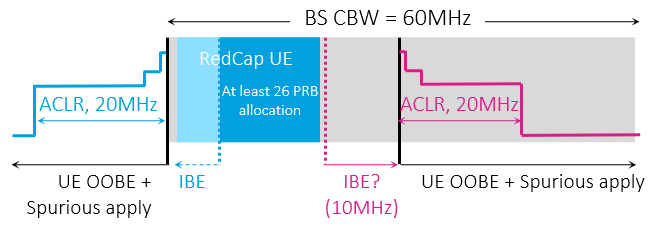 BS CBW = 60MHz
RedCap UE
At least 26 PRB
allocation
ACLR, 20MHz
ACLR, 20MHz
UE OOBE +
Spurious apply
IBE
IBE?
(10MHz)
UE OOBE + Spurious apply